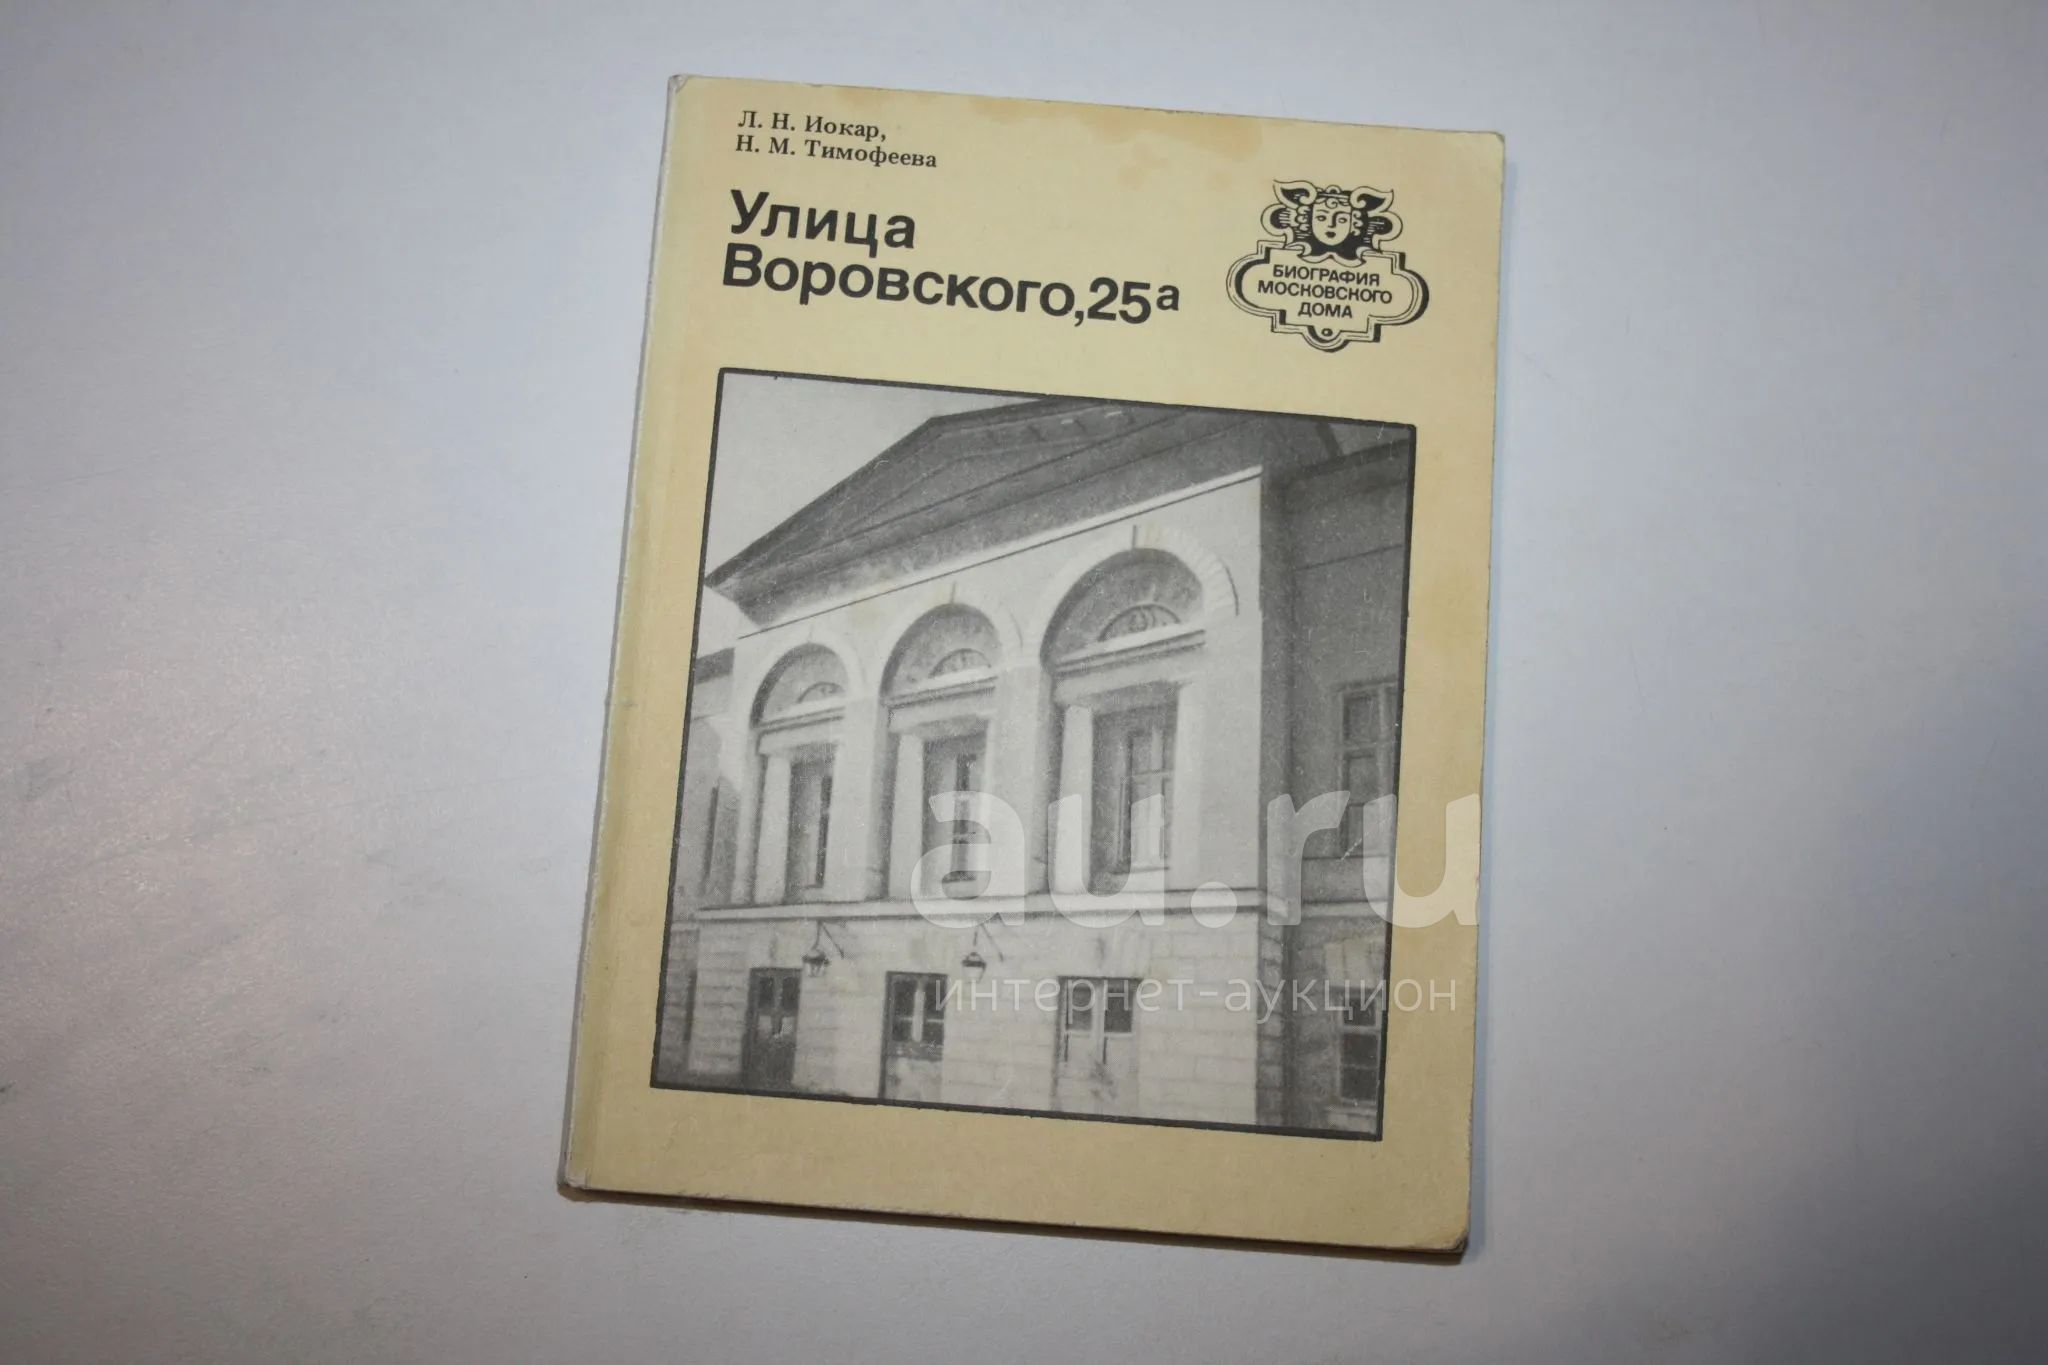 Л. Н. Иокар,
Н. М. Тимофеева
Улица
Воровского, 25а
БИОГРАФИЯ
МОСКОВСКОГО
ДОМА
au.ru
интернет-аукцион